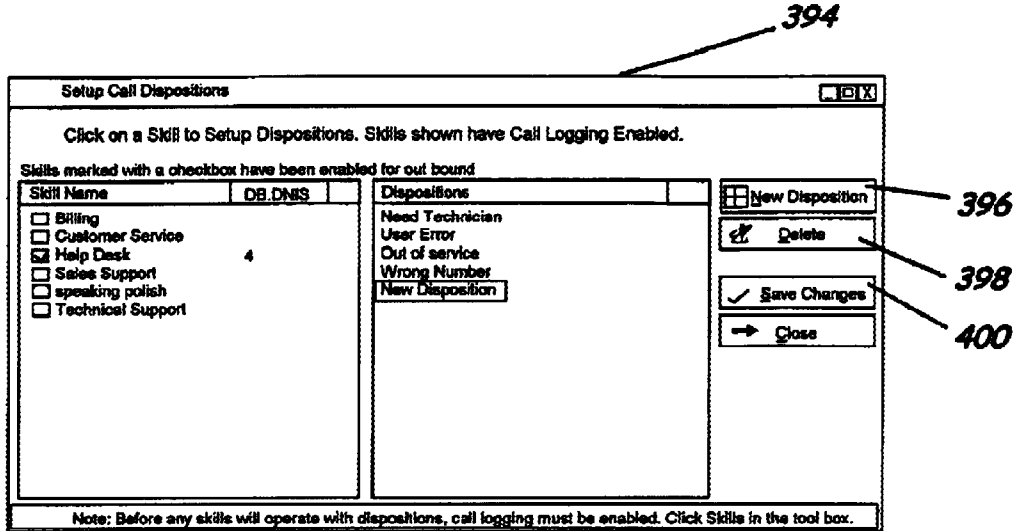 394
Setup Call Dispositions
Click on a Skill to Setup Dispositions. Skills shown have Call Logging Enabled.
Skills marked with a checkbox have been enabled for out bound
Skill Name DB.DNIS
Billing
Customer Service
Help Desk 4
Sales Support
speaking polish
Technical Support
Dispositions
Need Technician
User Error
Out of service
Wrong Number
New Disposition
New Disposition
396
Delete
398
Save Changes
400
Close
Note: Before any skills will operate with dispositions, call logging must be enabled. Click Skills in the tool box.